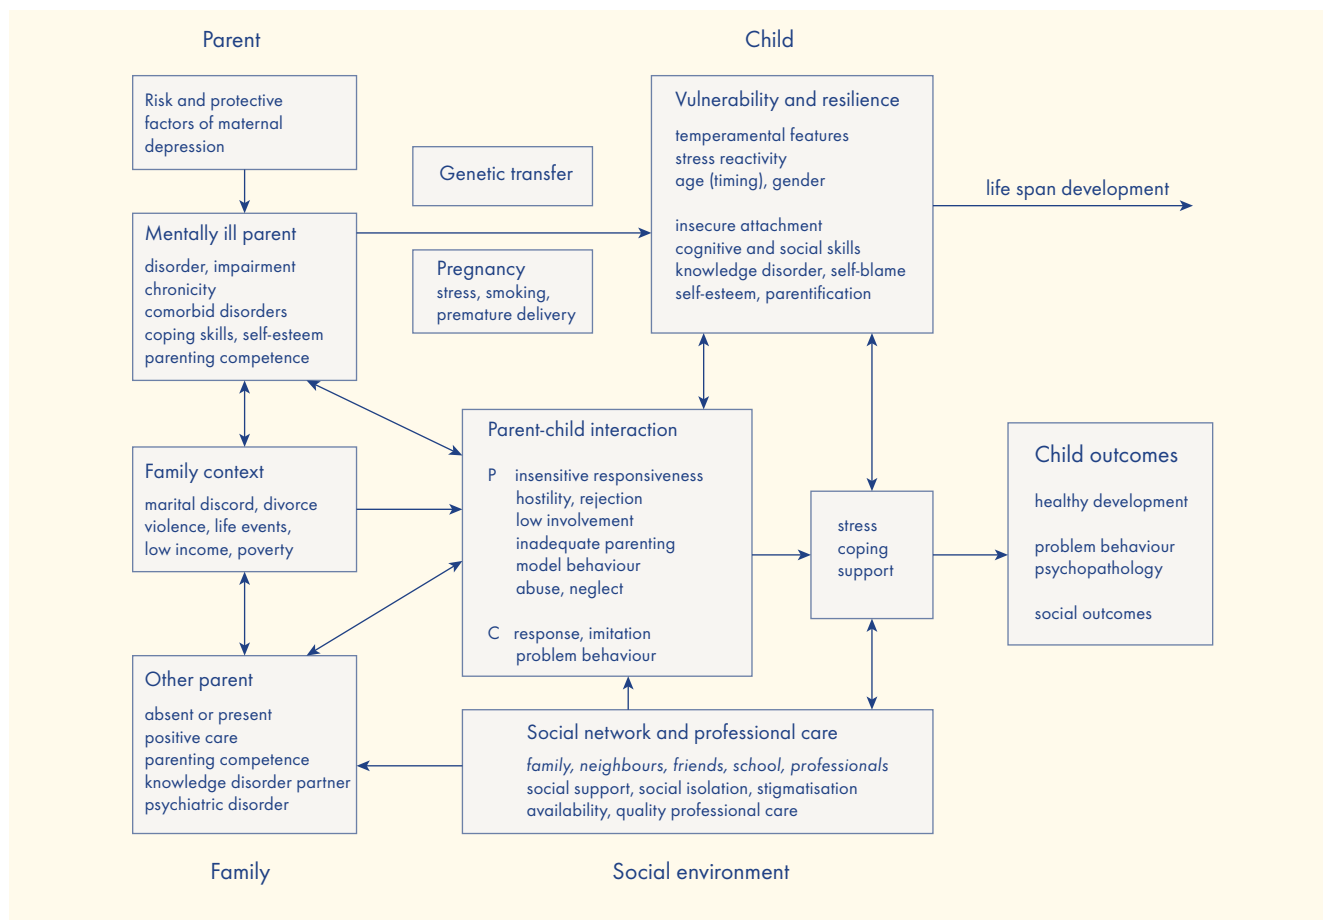 Parent
Child
Risk and protective
factors of maternal
depression
Genetic transfer
Vulnerability and resilience
temperamental features
stress reactivity
age (timing), gender
insecure attachment
cognitive and social skills
knowledge disorder, self-blame
self-esteem, parentification
life span development
Mentally ill parent
disorder, impairment
chronicity
comorbid disorders
coping skills, self-esteem
parenting competence
Pregnancy
stress, smoking,
premature delivery
Family context
marital discord, divorce
violence, life events,
low income, poverty
Parent-child interaction
P insensitive responsiveness
hostility, rejection
low involvement
inadequate parenting
model behaviour
abuse, neglect
C response, imitation
problem behaviour
stress
coping
support
Child outcomes
healthy development
problem behaviour
psychopathology
social outcomes
Other parent
absent or present
positive care
parenting competence
knowledge disorder partner
psychiatric disorder
Social network and professional care
family, neighbours, friends, school, professionals
social support, social isolation, stigmatisation
availability, quality professional care
Family
Social environment